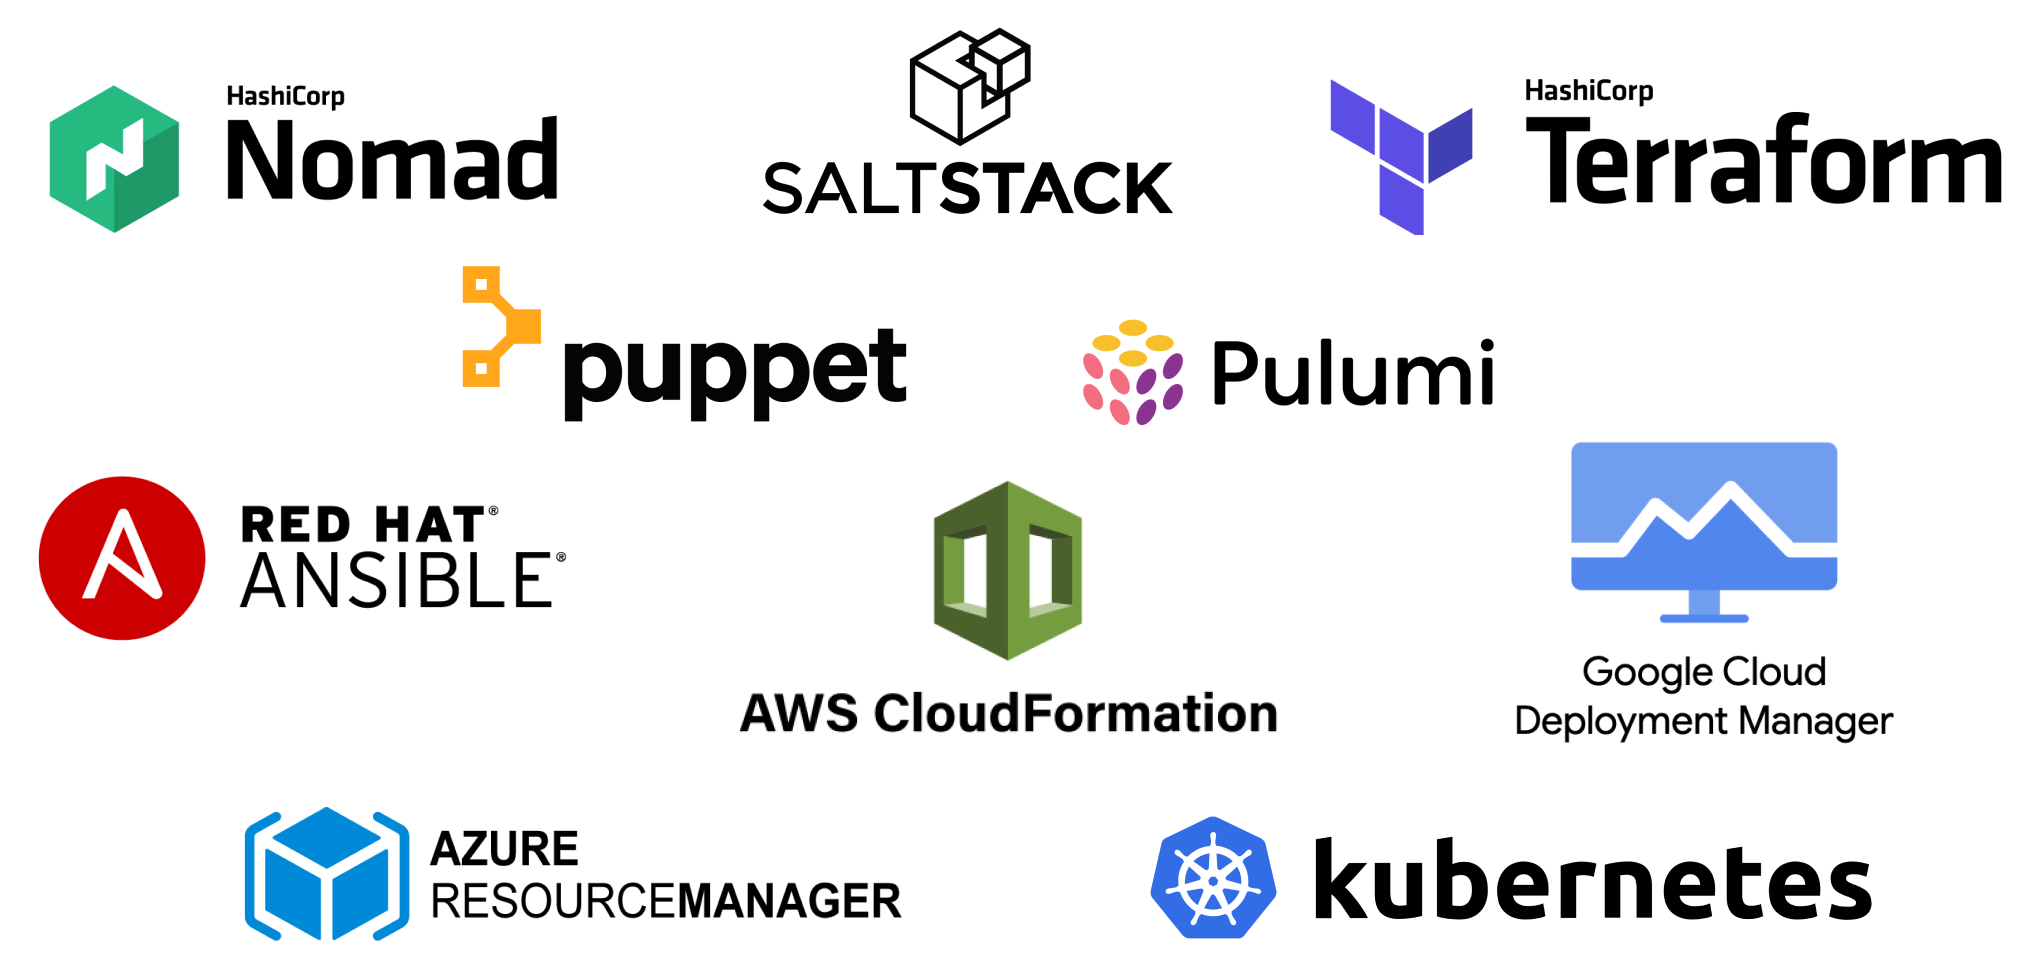 HashiCorp
Nomad
SALTSTACK
HashiCorp
Terraform
puppet
Pulumi
RED HAT®
ANSIBLE®
AWS CloudFormation
Google Cloud
Deployment Manager
AZURE
RESOURCEMANAGER
kubernetes